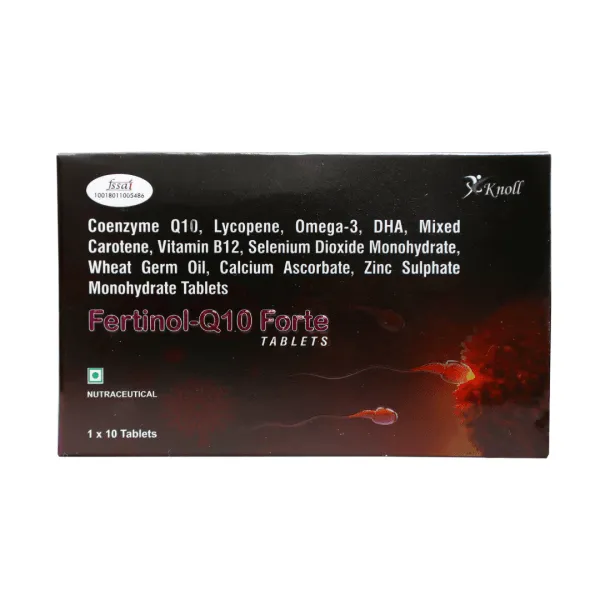 fssai
10018011005486
Knoll
Coenzyme Q10, Lycopene, Omega-3, DHA, Mixed
Carotene, Vitamin B12, Selenium Dioxide Monohydrate,
Wheat Germ Oil, Calcium Ascorbate, Zinc Sulphate
Monohydrate Tablets
Fertinol-Q10 Forte
TABLETS
NUTRACEUTICAL
1 x 10 Tablets